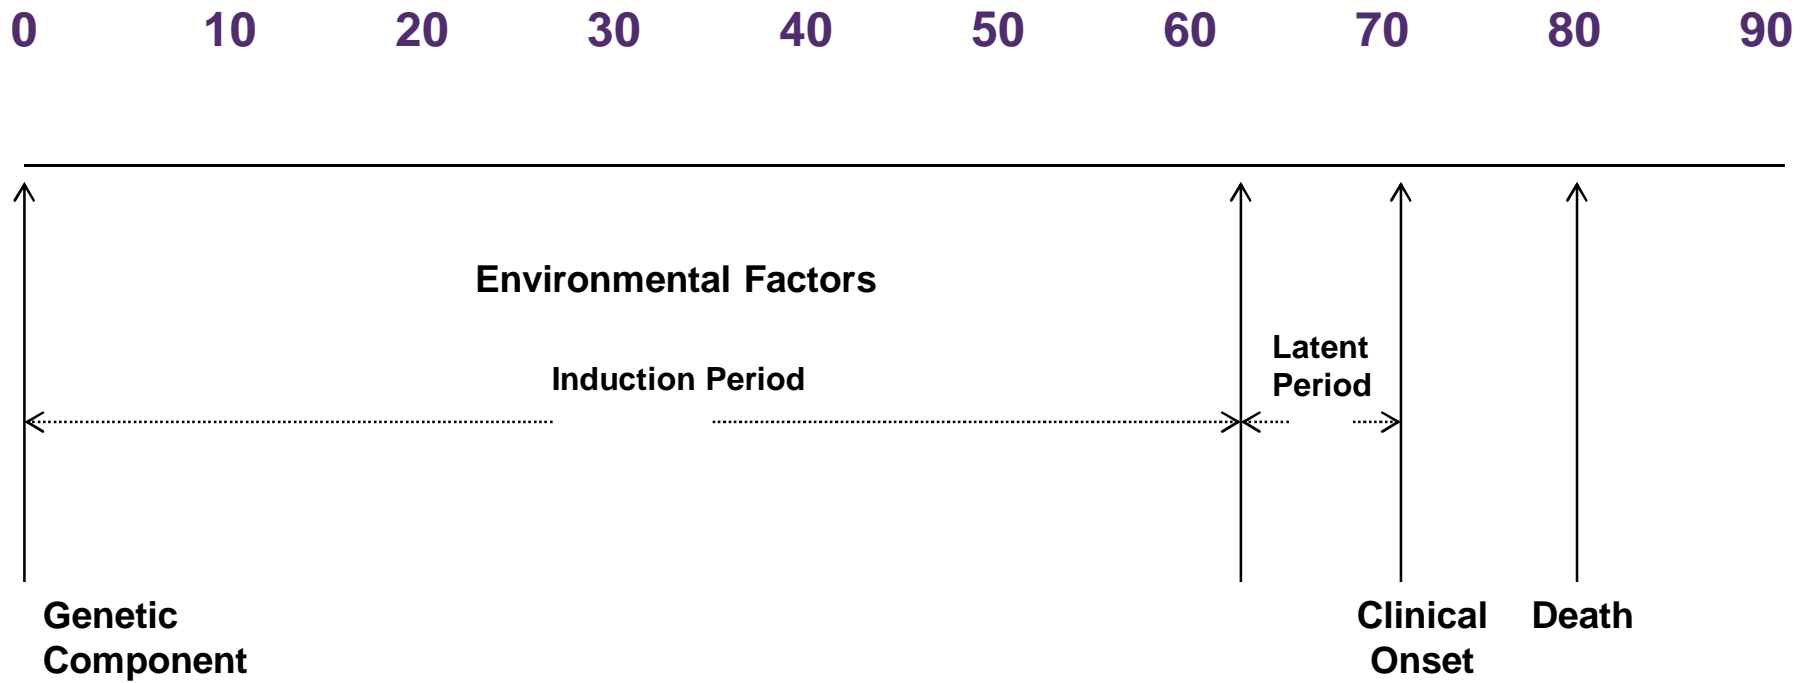 0 10 20 30 40 50 60 70 80 90
Environmental Factors
Latent
Period
Induction Period
Genetic
Component
Clinical
Onset
Death